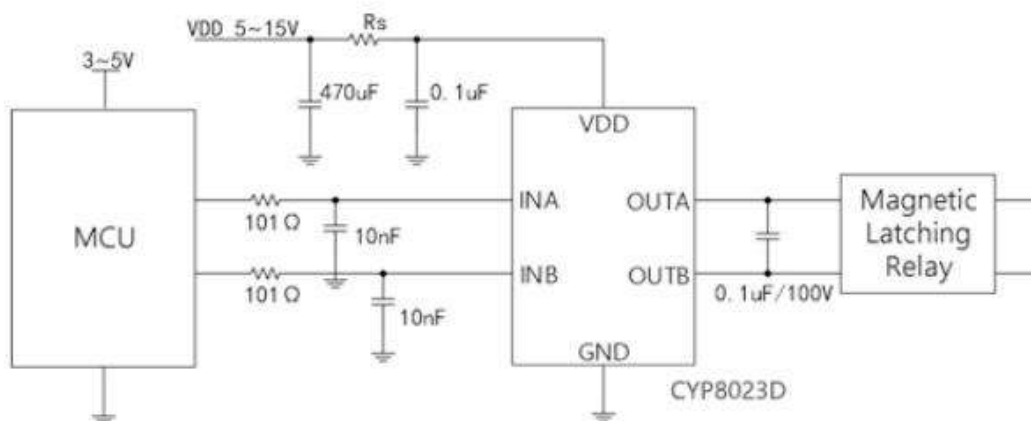 Rs
VDD 5~15V
3~5V
470uF
0.1uF
VDD
INA
OUTA
Magnetic
Latching
Relay
MCU
101Ω
10nF
INB
OUTB
101Ω
0.1uF/100V
10nF
GND
CYP8023D